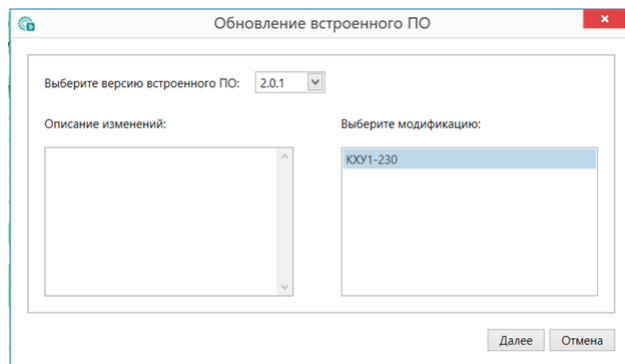 Обновление встроенного ПО
Выберите версию встроенного ПО: 2.0.1
Описание изменений:
Выберите модификацию:
КХУ1-230
Далее
Отмена